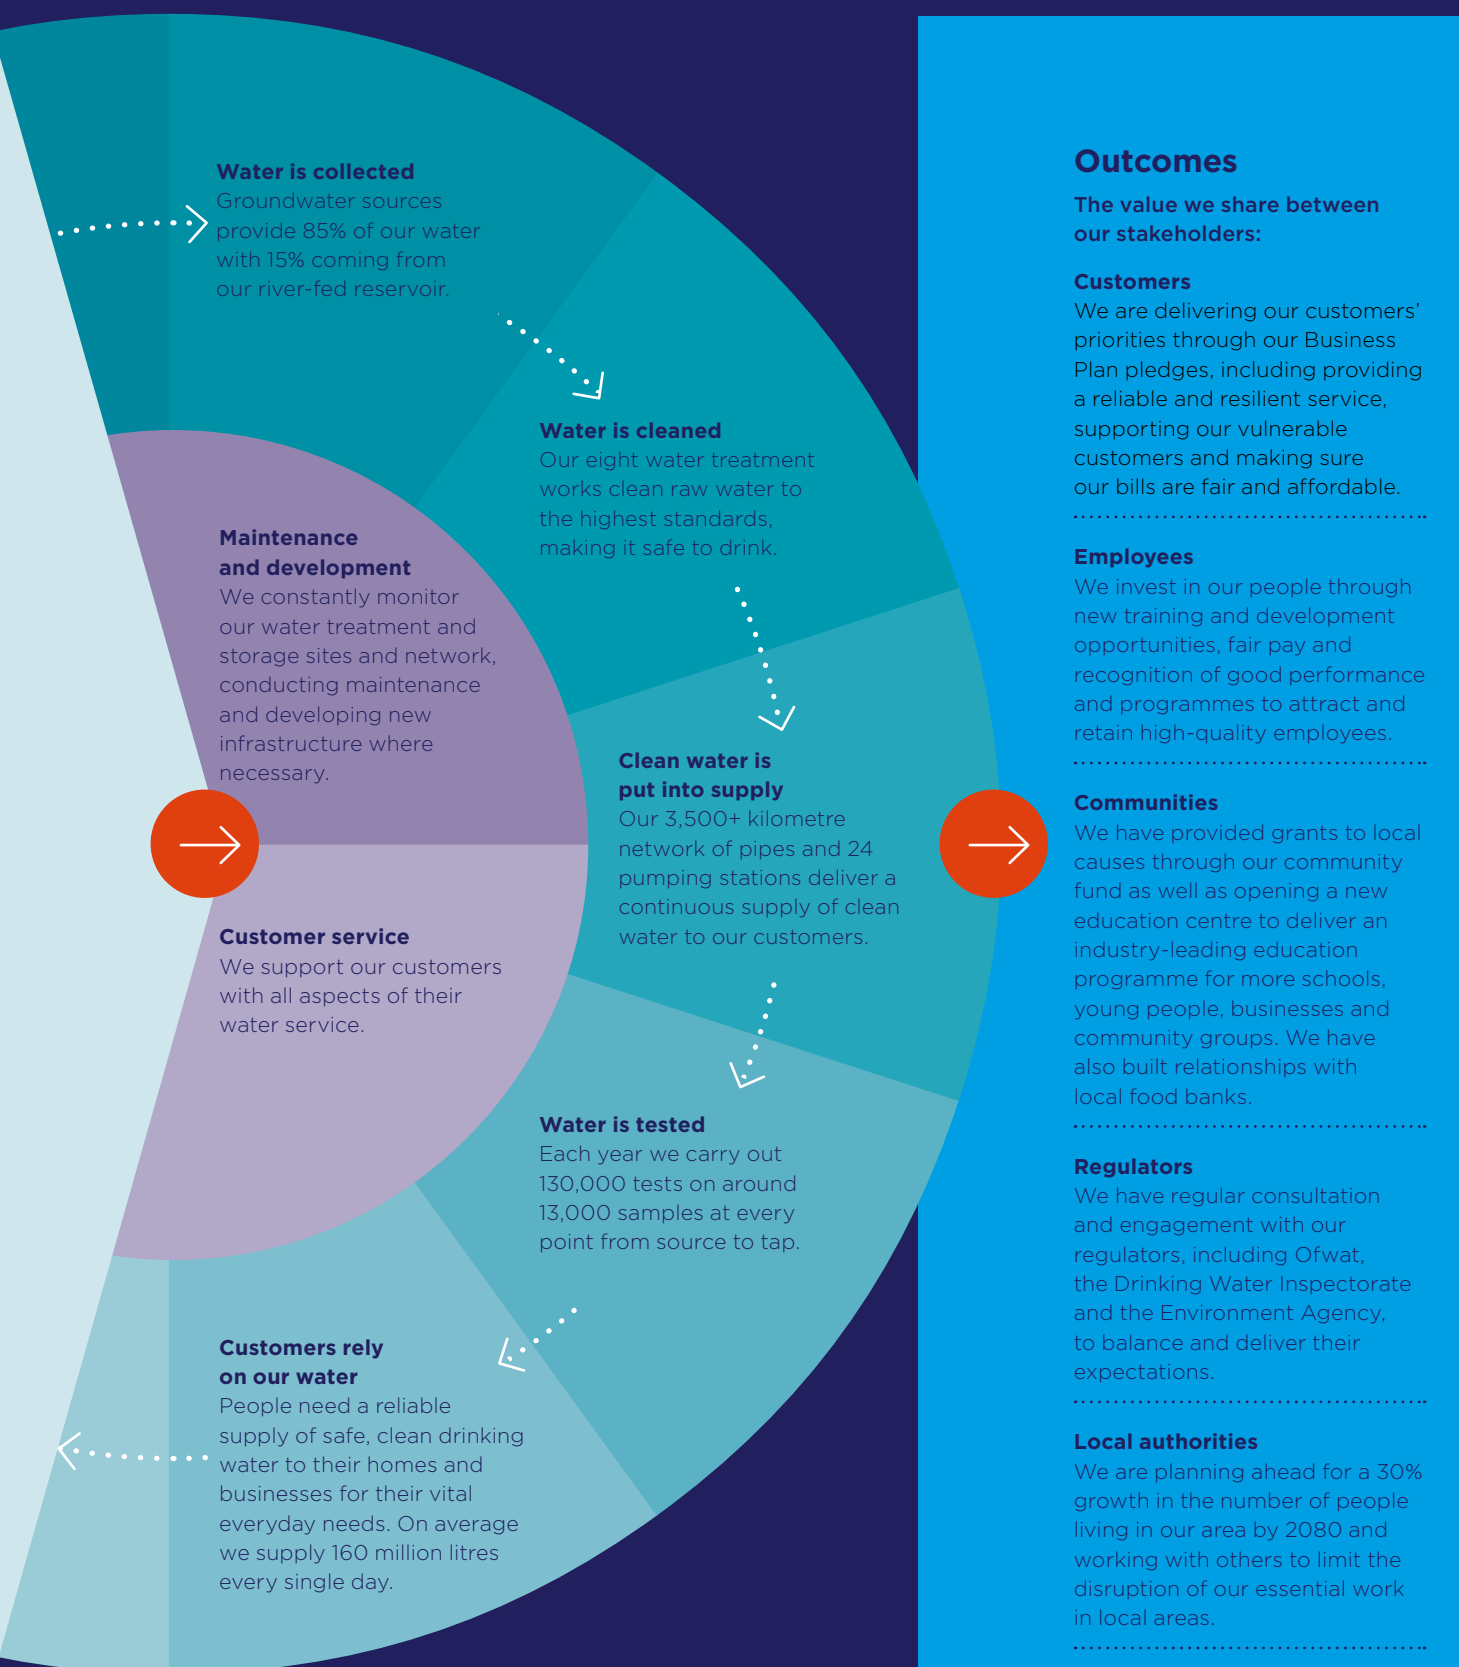 Water is collected
Groundwater sources
provide 85% of our water
with 15% coming from
our river-fed reservoir.
Water is cleaned
Our eight water treatment
works clean raw water to
the highest standards,
making it safe to drink.
Maintenance
and development
We constantly monitor
our water treatment and
storage sites and network,
conducting maintenance
and developing new
infrastructure where
necessary.
Clean water is
put into supply
Our 3,500+ kilometre
network of pipes and 24
pumping stations deliver a
continuous supply of clean
water to our customers.
Customer service
We support our customers
with all aspects of their
water service.
Water is tested
Each year we carry out
130,000 tests on around
13,000 samples at every
point from source to tap.
Customers rely
on our water
People need a reliable
supply of safe, clean drinking
water to their homes and
businesses for their vital
everyday needs. On average
we supply 160 million litres
every single day.
Outcomes
The value we share between
our stakeholders:
Customers
We are delivering our customers’
priorities through our Business
Plan pledges, including providing
a reliable and resilient service,
supporting our vulnerable
customers and making sure
our bills are fair and affordable.
Employees
We invest in our people through
new training and development
opportunities, fair pay and
recognition of good performance
and programmes to attract and
retain high-quality employees.
Communities
We have provided grants to local
causes through our community
fund as well as opening a new
education centre to deliver an
industry-leading education
programme for more schools,
young people, businesses and
community groups. We have
also built relationships with
local food banks.
Regulators
We have regular consultation
and engagement with our
regulators, including Ofwat,
the Drinking Water Inspectorate
and the Environment Agency,
to balance and deliver their
expectations.
Local authorities
We are planning ahead for a 30%
growth in the number of people
living in our area by 2080 and
working with others to limit the
disruption of our essential work
in local areas.